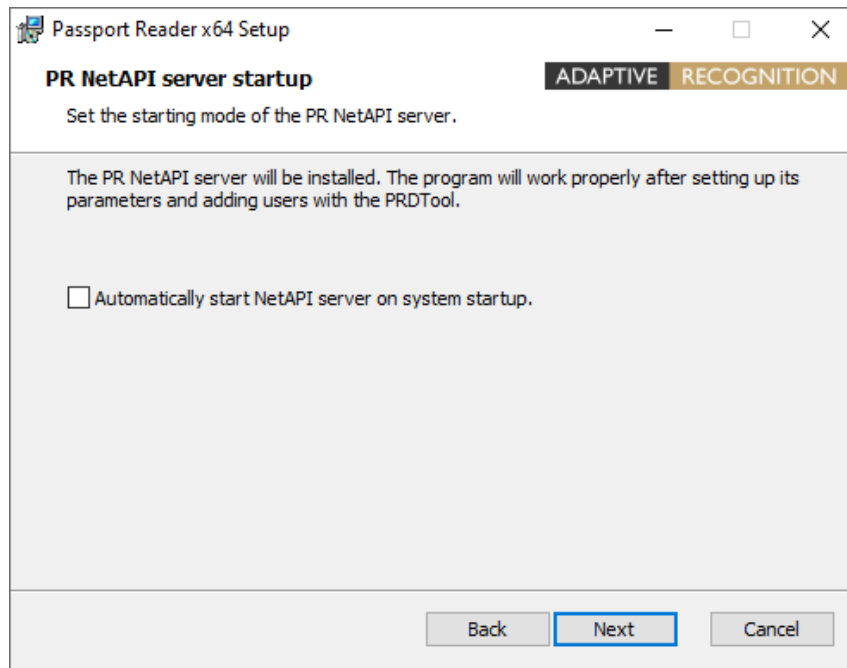 Passport Reader x64 Setup
PR NetAPI server startup
ADAPTIVE RECOGNITION
Set the starting mode of the PR NetAPI server.
The PR NetAPI server will be installed. The program will work properly after setting up its
parameters and adding users with the PRDTool.
Automatically start NetAPI server on system startup.
Back Next Cancel